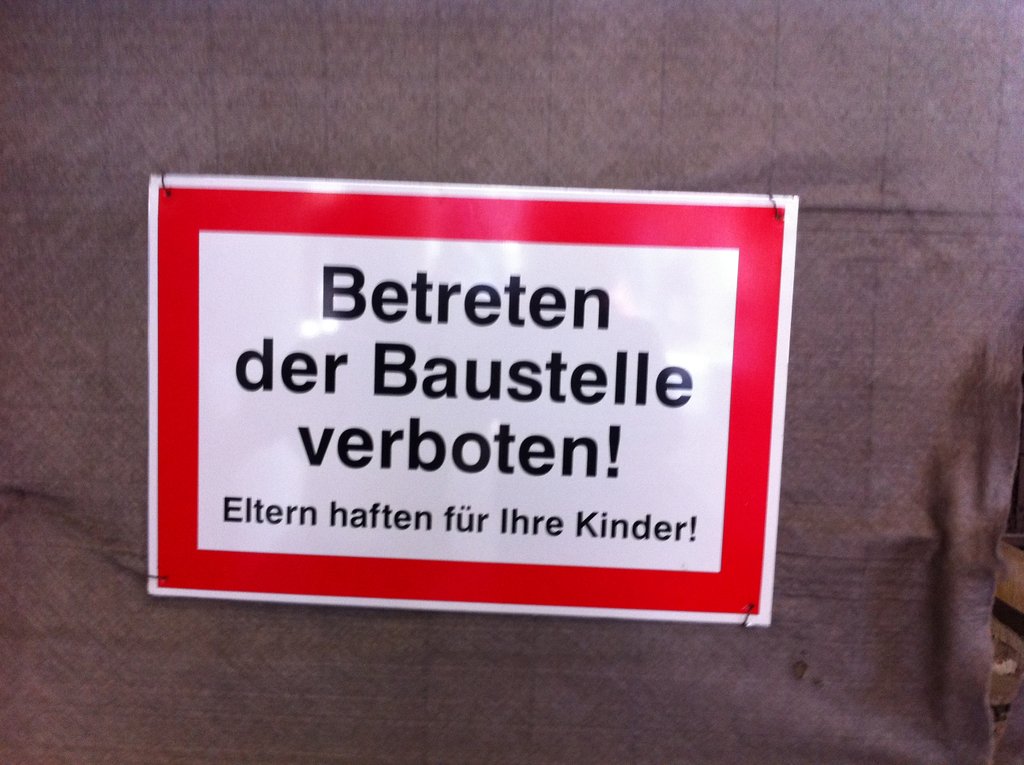 Betreten
der Baustelle
verboten!
Eltern haften für Ihre Kinder!